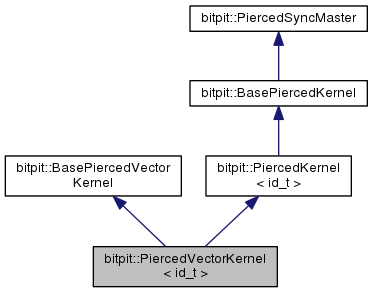 bitpit::PiercedSyncMaster
bitpit::BasePiercedKernel
bitpit::BasePiercedVector
Kernel
bitpit::PiercedKernel
< id_t >
bitpit::PiercedVectorKernel
< id_t >